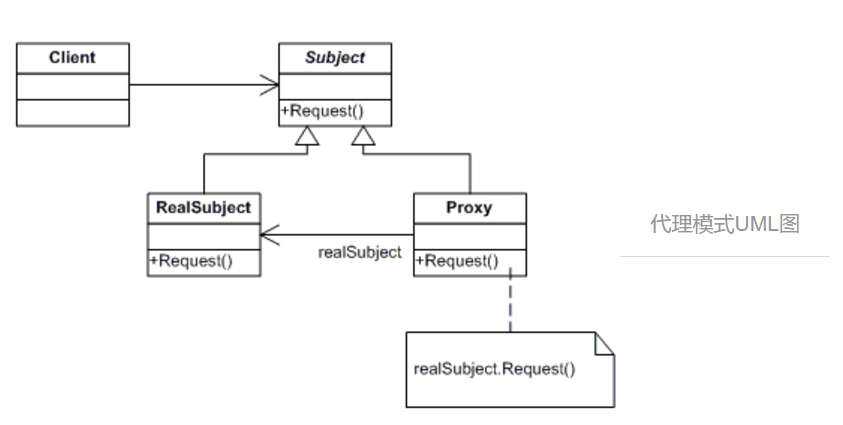 Client
Subject
+Request()
RealSubject
+Request()
Proxy
+Request()
realSubject
realSubject.Request()
代理模式UML图